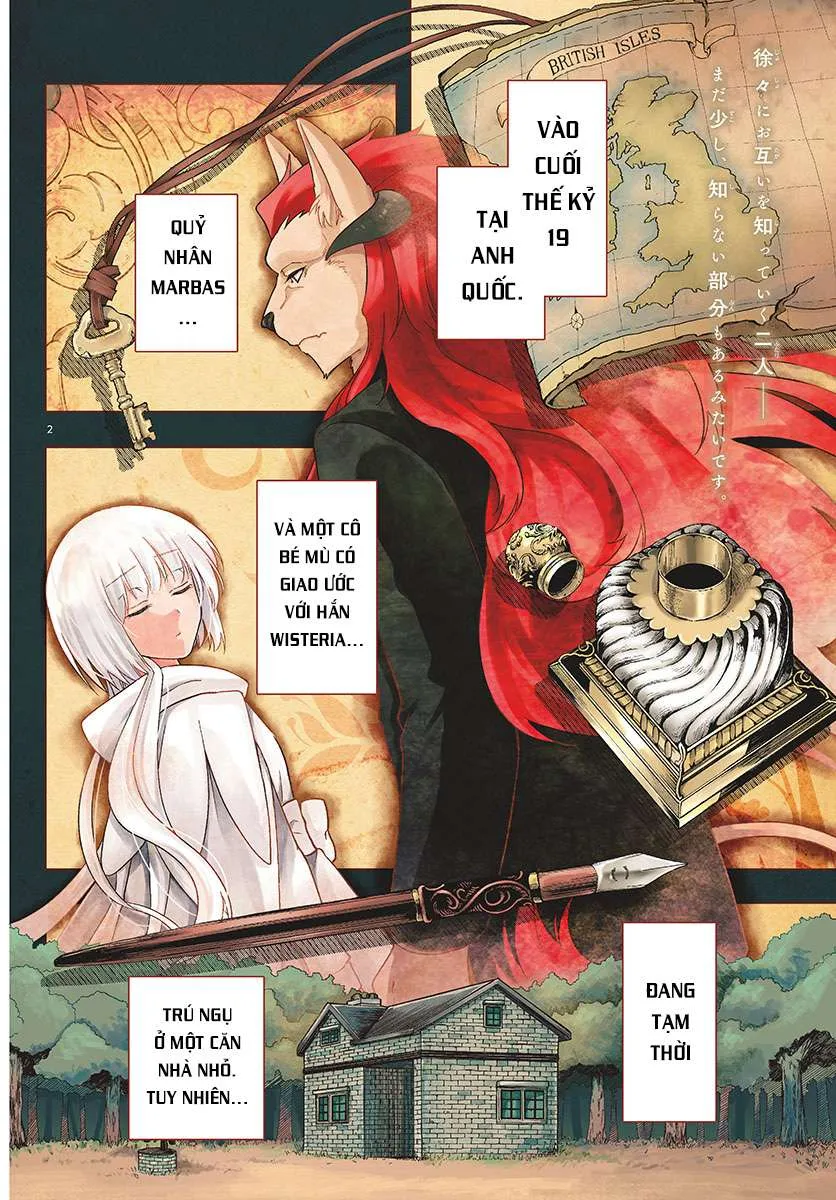 BRITISH ISLES
徐々にお互いを知っていく二人——
まだ少し、知らない部分もあるみたいです。
VÀO
CUỐI
THẾ KỶ
19
TẠI
ANH
QUỐC.
QUỶ
NHÂN
MARBAS
...
2
VÀ MỘT CÔ
BÉ MÙ CÓ
GIAO ƯỚC
VỚI HẮN
WISTERIA...
ĐANG
TẠM
THỜI
TRÚ NGỤ
Ở MỘT CĂN
NHÀ NHỎ.
TUY NHIÊN...